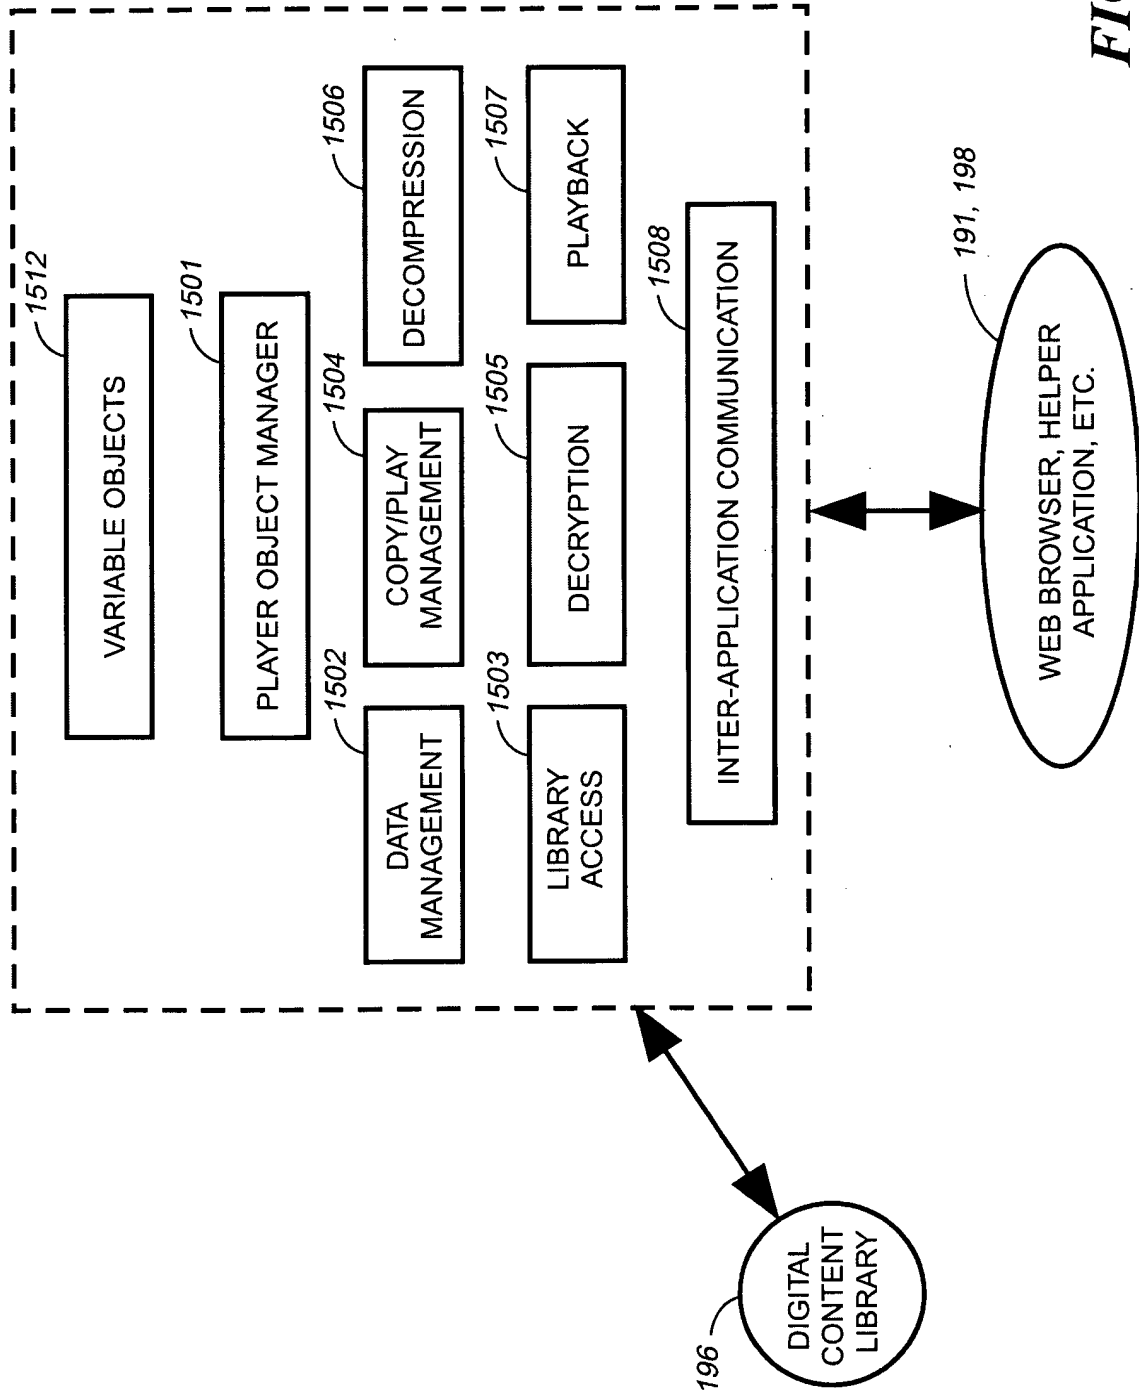 1512
VARIABLE OBJECTS
1501
PLAYER OBJECT MANAGER
1502
DATA
MANAGEMENT
1504
COPY/PLAY
MANAGEMENT
1506
DECOMPRESSION
1503
LIBRARY
ACCESS
1505
DECRYPTION
1507
PLAYBACK
1508
INTER-APPLICATION COMMUNICATION
196
DIGITAL
CONTENT
LIBRARY
191, 198
WEB BROWSER, HELPER
APPLICATION, ETC.